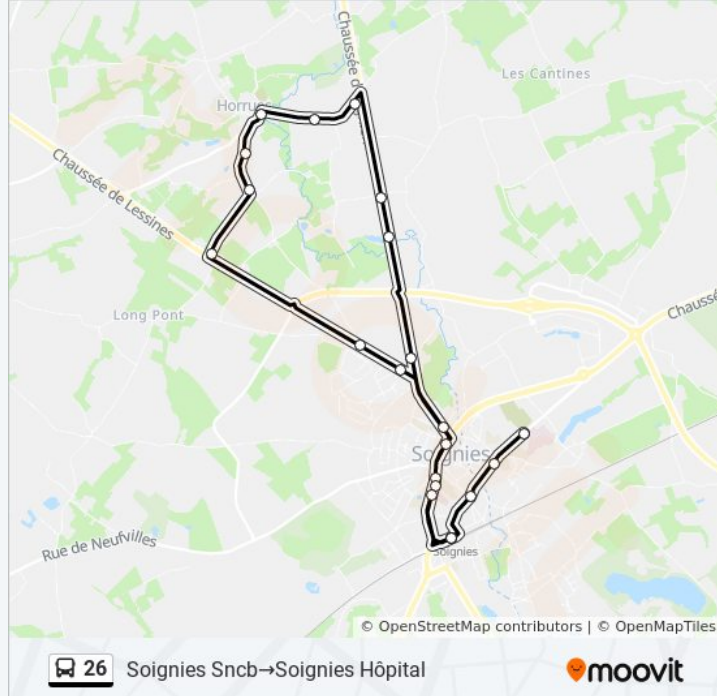 Chaussée d
Les Cantines
Horrues
Chaussée de Lessines
Long Pont
Chaussé
Soignies
Rue de Neufvilles
Soignies
© OpenStreetMap contributors | © OpenMapTiles
26 Soignies Sncb→Soignies Hôpital
moovit